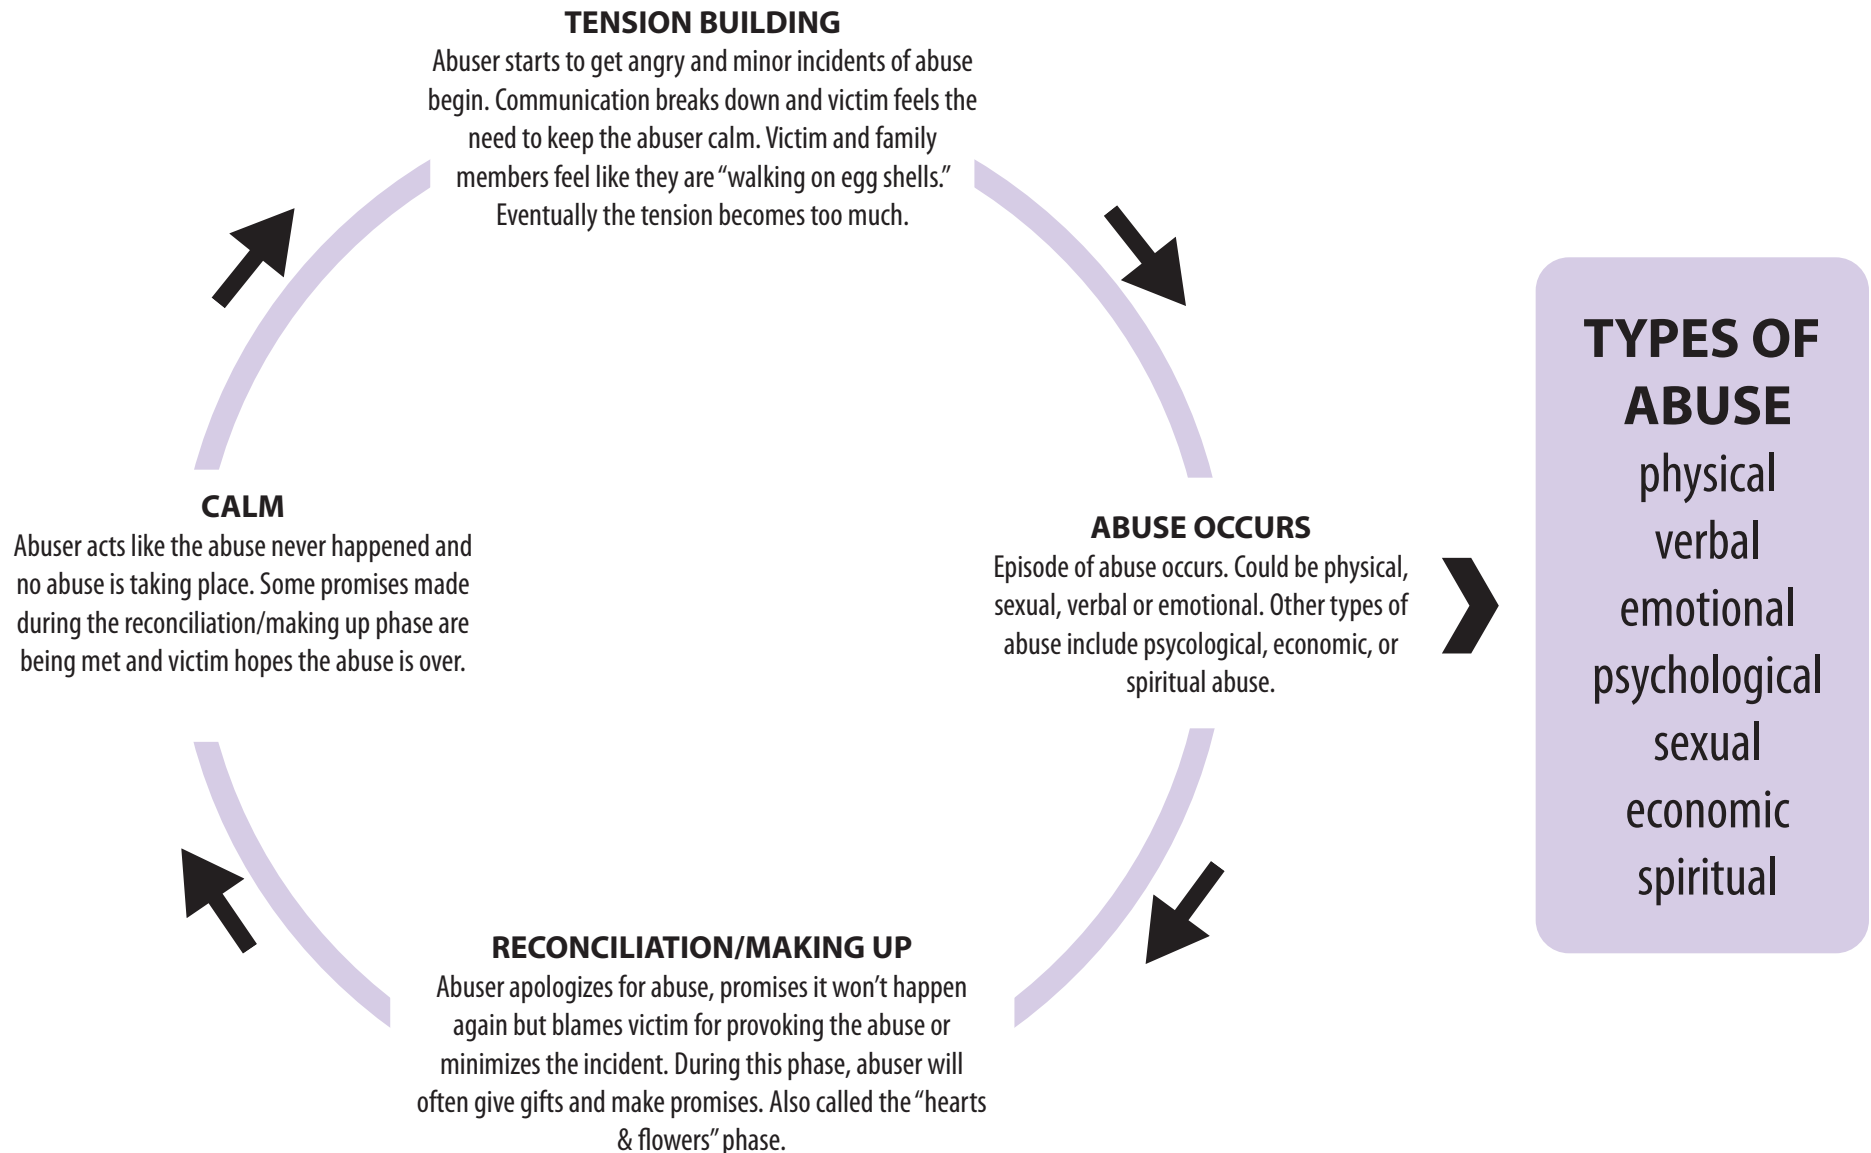 TENSION BUILDING
Abuser starts to get angry and minor incidents of abuse
begin. Communication breaks down and victim feels the
need to keep the abuser calm. Victim and family
members feel like they are “walking on egg shells.”
Eventually the tension becomes too much.
CALM
Abuser acts like the abuse never happened and
no abuse is taking place. Some promises made
during the reconciliation/making up phase are
being met and victim hopes the abuse is over.
ABUSE OCCURS
Episode of abuse occurs. Could be physical,
sexual, verbal or emotional. Other types of
abuse include psycological, economic, or
spiritual abuse.
RECONCILIATION/MAKING UP
Abuser apologizes for abuse, promises it won’t happen
again but blames victim for provoking the abuse or
minimizes the incident. During this phase, abuser will
often give gifts and make promises. Also called the “hearts
& flowers” phase.
TYPES OF
ABUSE
physical
verbal
emotional
psychological
sexual
economic
spiritual